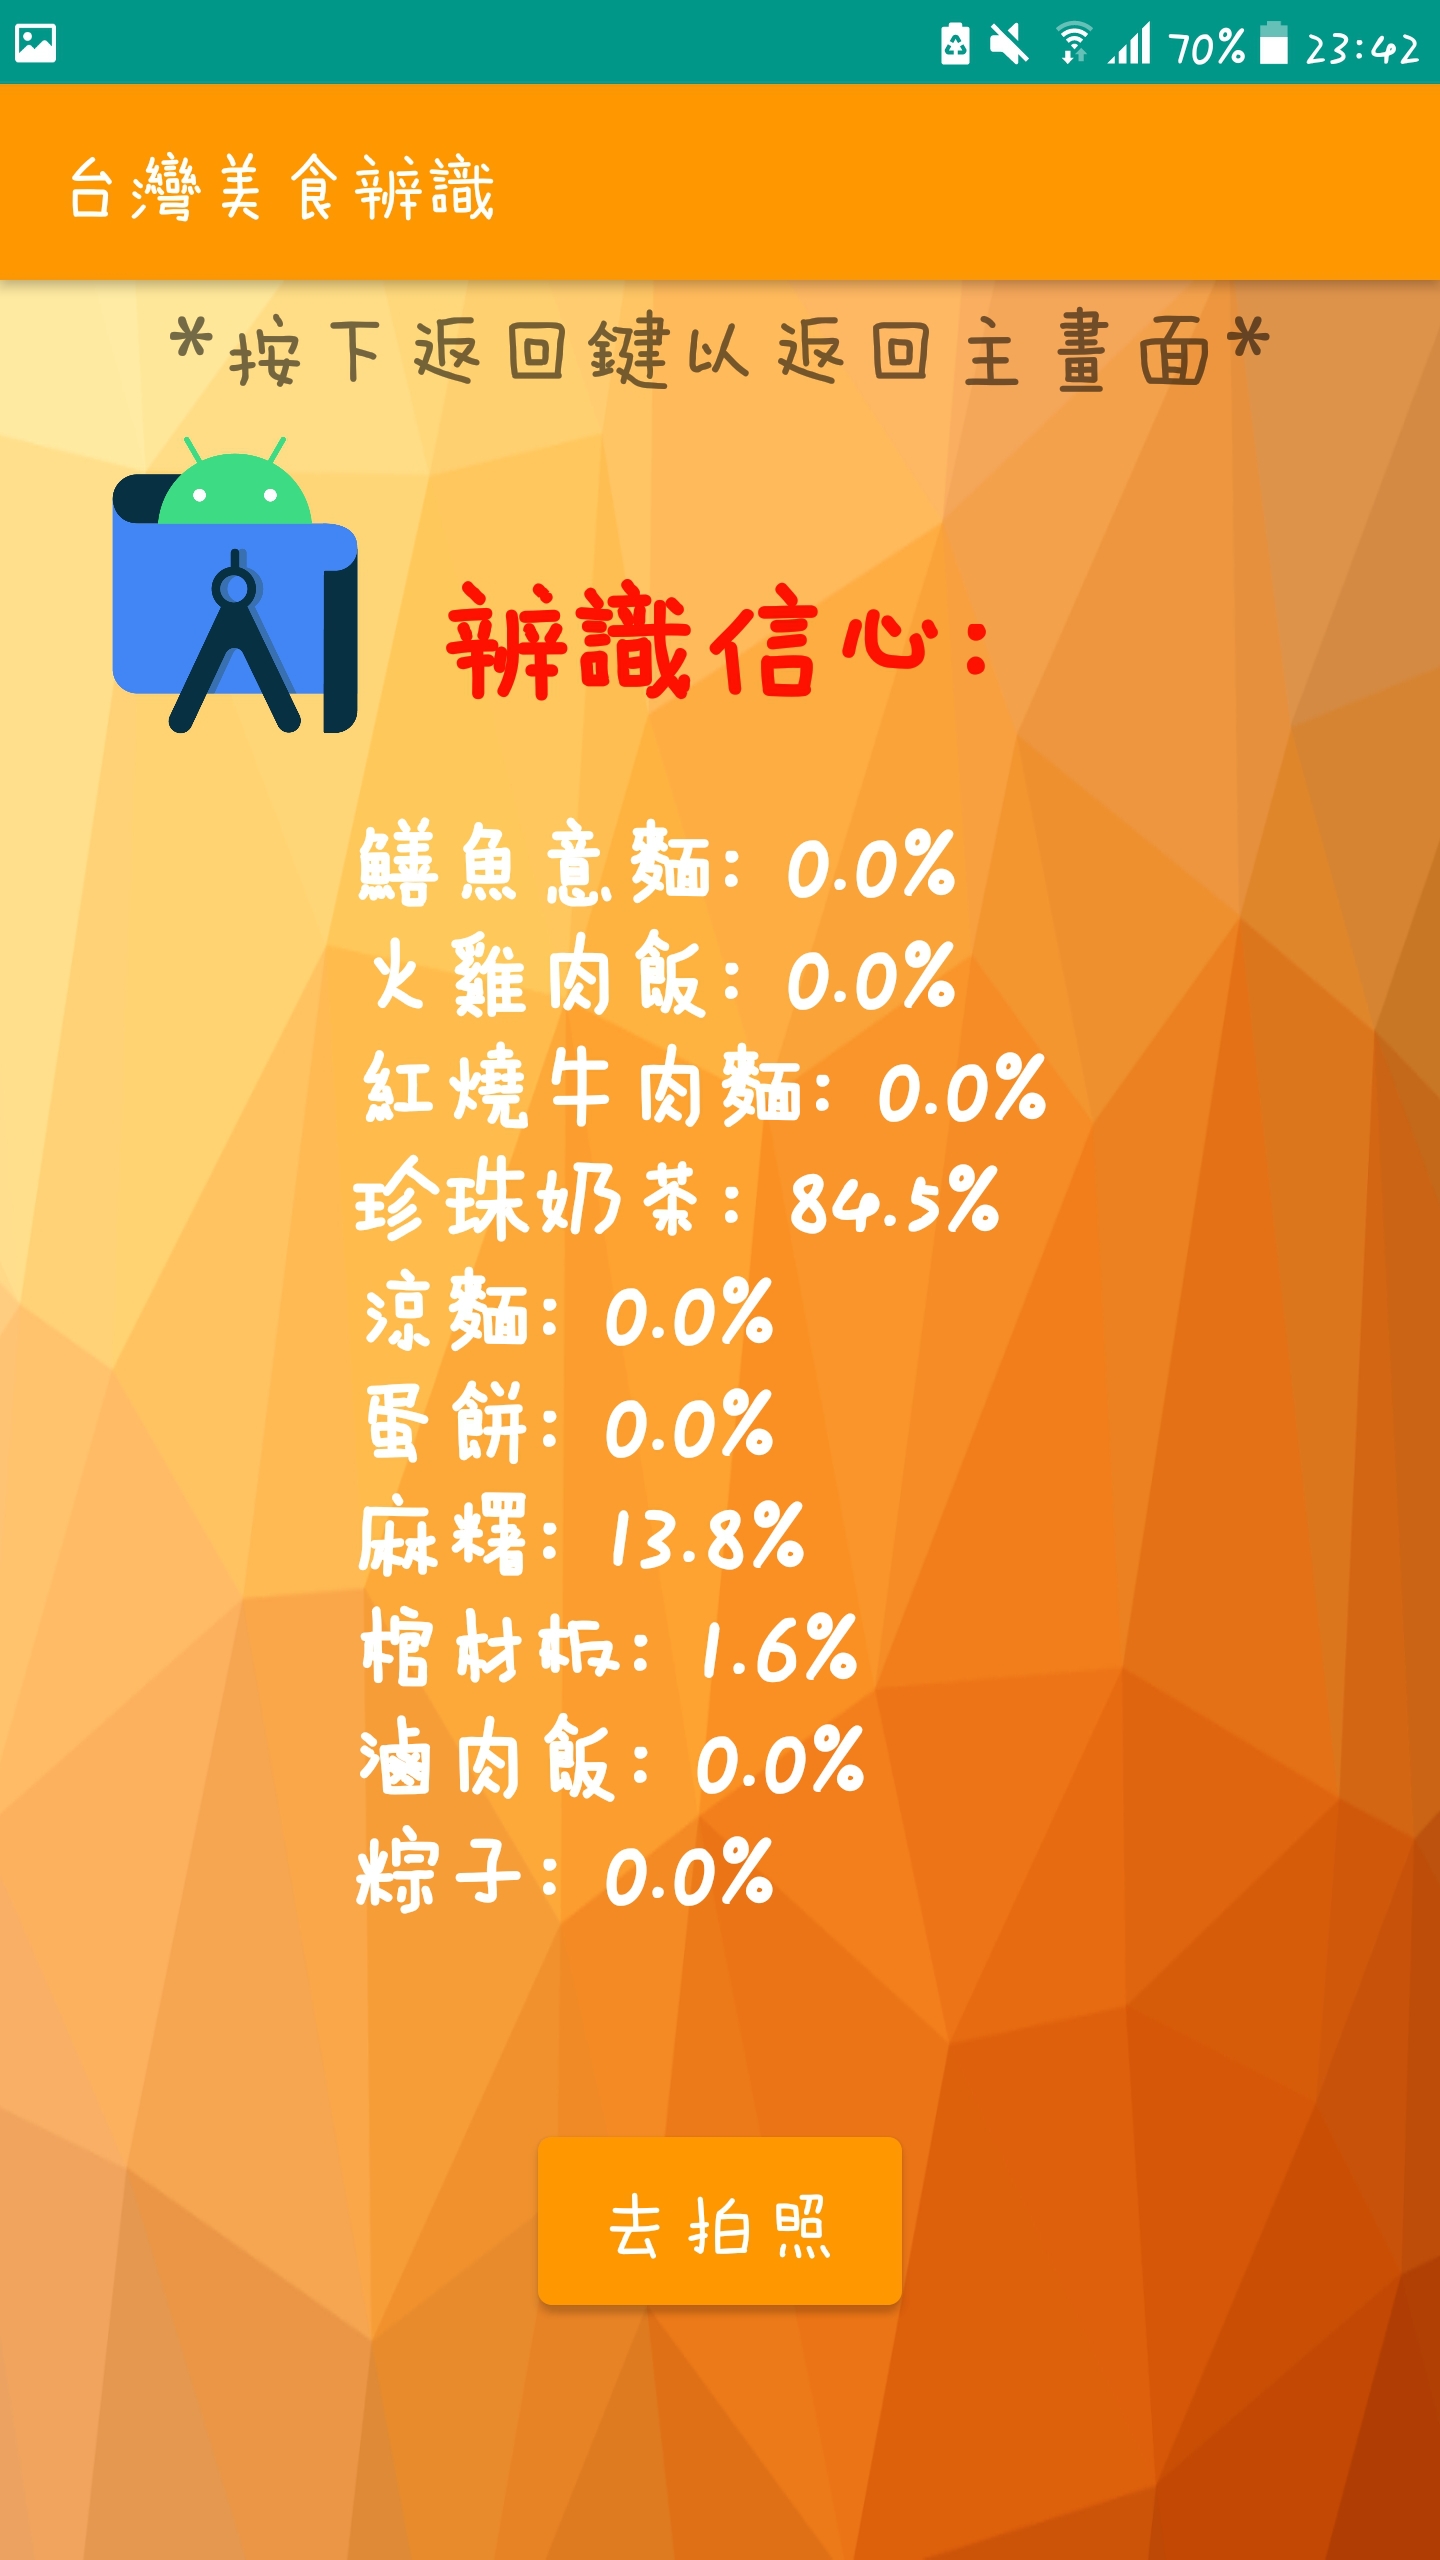 70% 23:42
台灣美食辨識
*按下返回鍵以返回主畫面*
辨識信心:
鱔魚意麵: 0.0%
火雞肉飯: 0.0%
紅燒牛肉麵: 0.0%
珍珠奶茶: 84.5%
涼麵: 0.0%
蛋餅: 0.0%
麻糬: 13.8%
棺材板: 1.6%
滷肉飯: 0.0%
粽子: 0.0%
去拍照